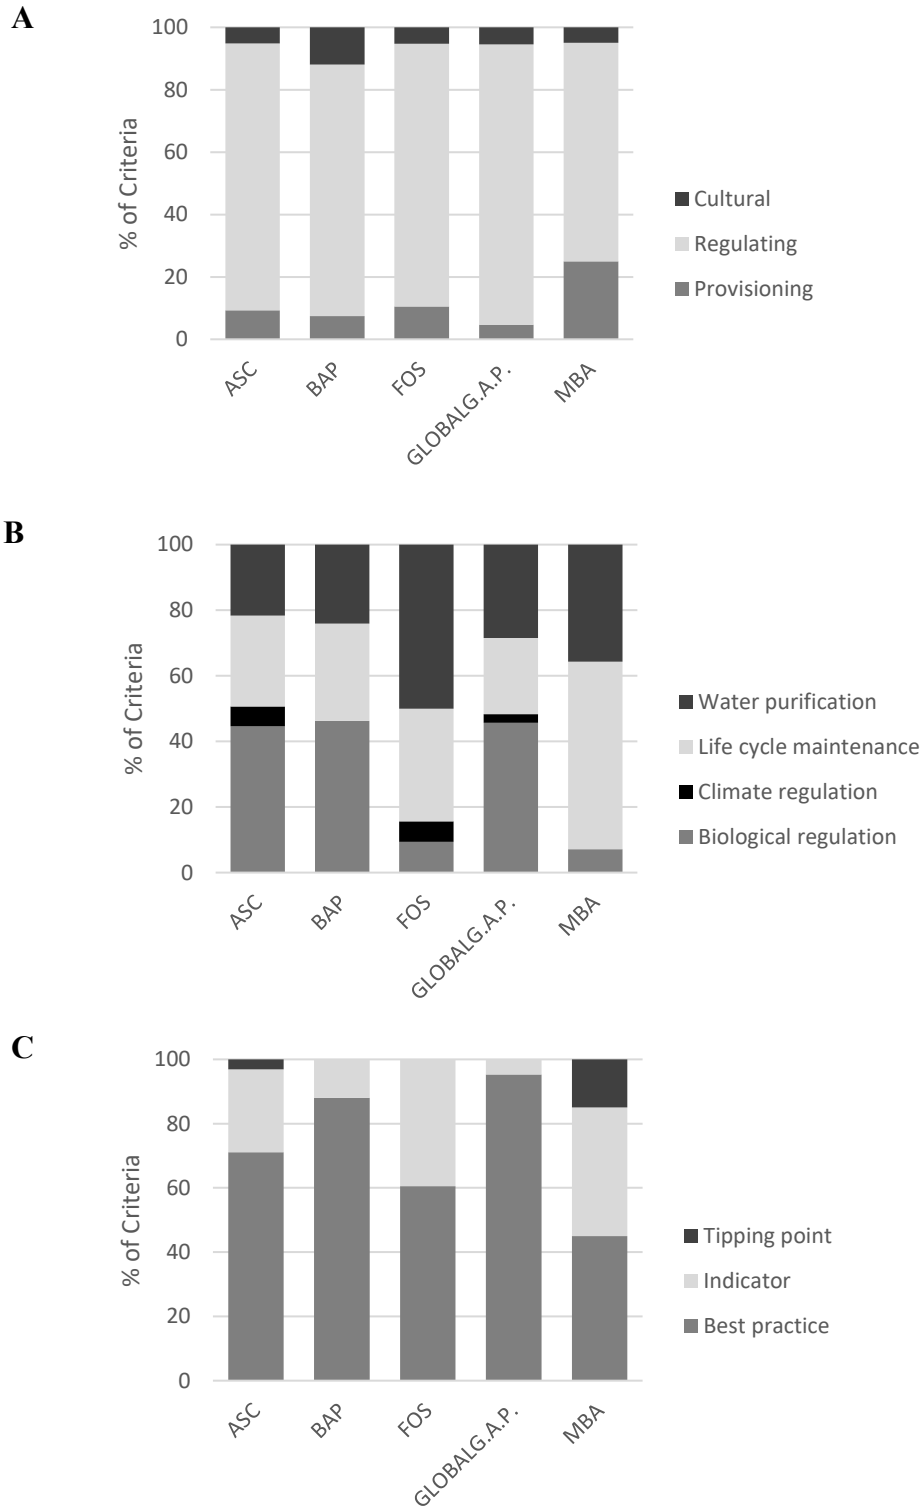 A
100
80
60
40
20
0
% of Criteria
ASC
BAP
FOS
GLOBALG.A.P.
MBA
Cultural
Regulating
Provisioning
B
100
80
60
40
20
0
% of Criteria
ASC
BAP
FOS
GLOBALG.A.P.
MBA
Water purification
Life cycle maintenance
Climate regulation
Biological regulation
C
100
80
60
40
20
0
% of Criteria
ASC
BAP
FOS
GLOBALG.A.P.
MBA
Tipping point
Indicator
Best practice